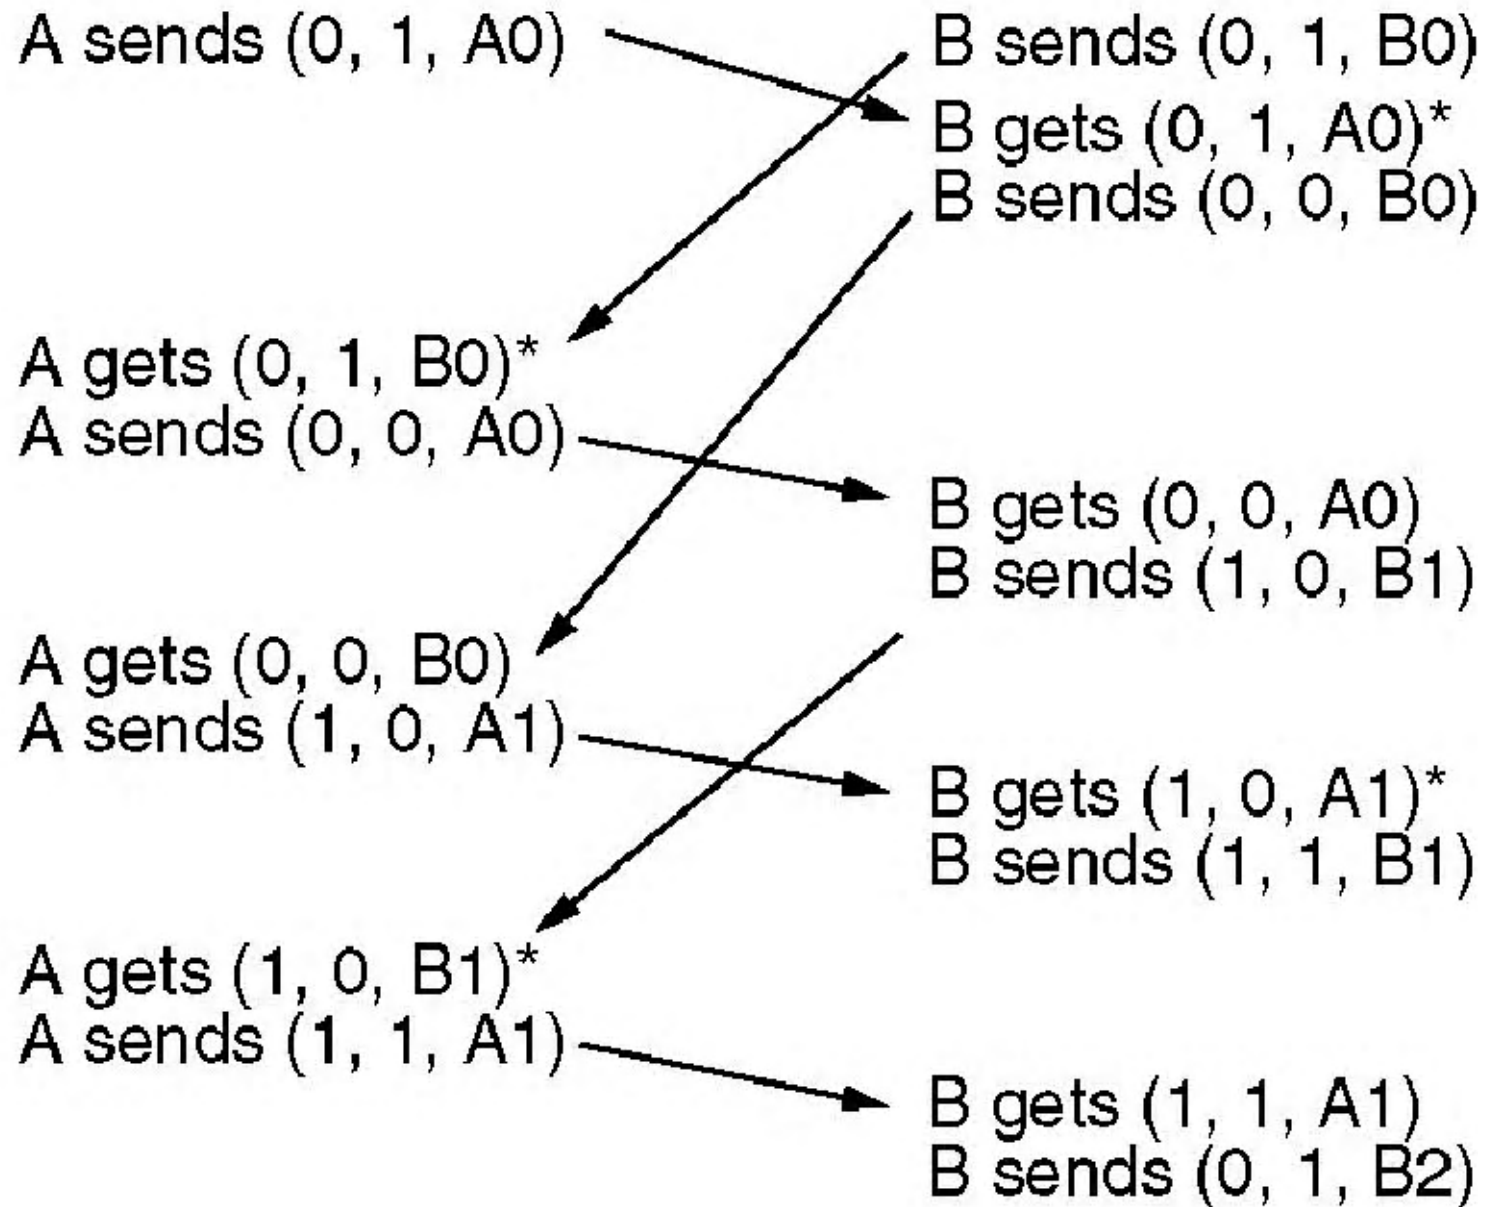 A sends (0, 1, A0)
B sends (0, 1, B0)
B gets (0, 1, A0)*
B sends (0, 0, B0)
A gets (0, 1, B0)*
A sends (0, 0, A0)
B gets (0, 0, A0)
B sends (1, 0, B1)
A gets (0, 0, B0)
A sends (1, 0, A1)
B gets (1, 0, A1)*
B sends (1, 1, B1)
A gets (1, 0, B1)*
A sends (1, 1, A1)
B gets (1, 1, A1)
B sends (0, 1, B2)